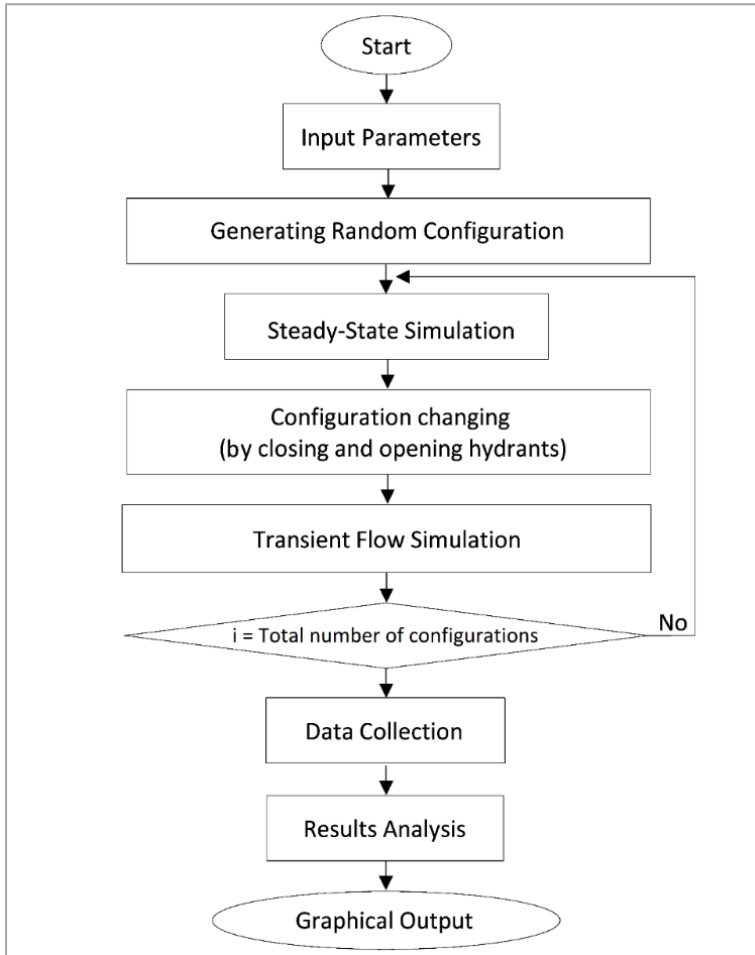 Start
Input Parameters
Generating Random Configuration
Steady-State Simulation
Configuration changing
(by closing and opening hydrants)
Transient Flow Simulation
i = Total number of configurations
No
Data Collection
Results Analysis
Graphical Output